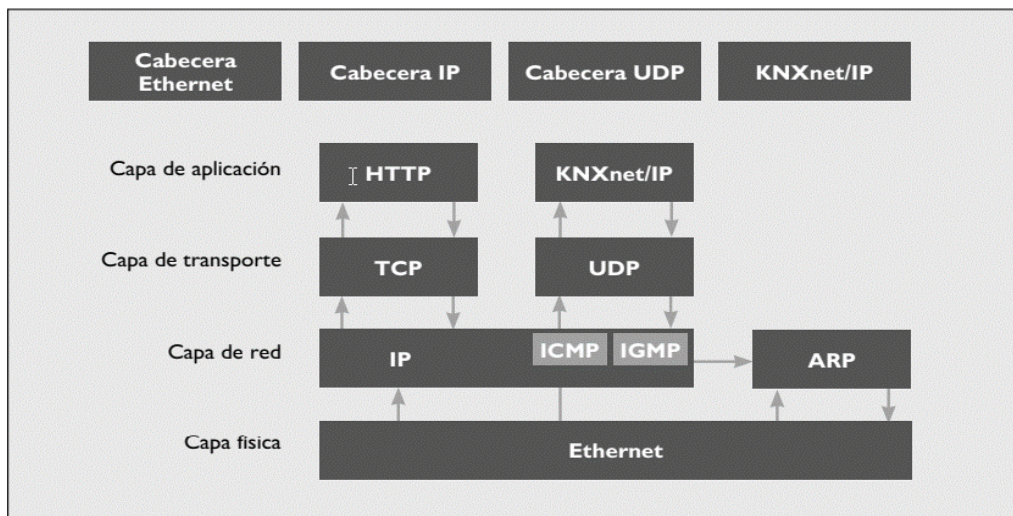 Cabecera
Ethernet
Cabecera IP
Cabecera UDP
KNXnet/IP
Capa de aplicación
HTTP
KNXnet/IP
Capa de transporte
TCP
UDP
Capa de red
IP
ICMP
IGMP
ARP
Capa fisica
Ethernet